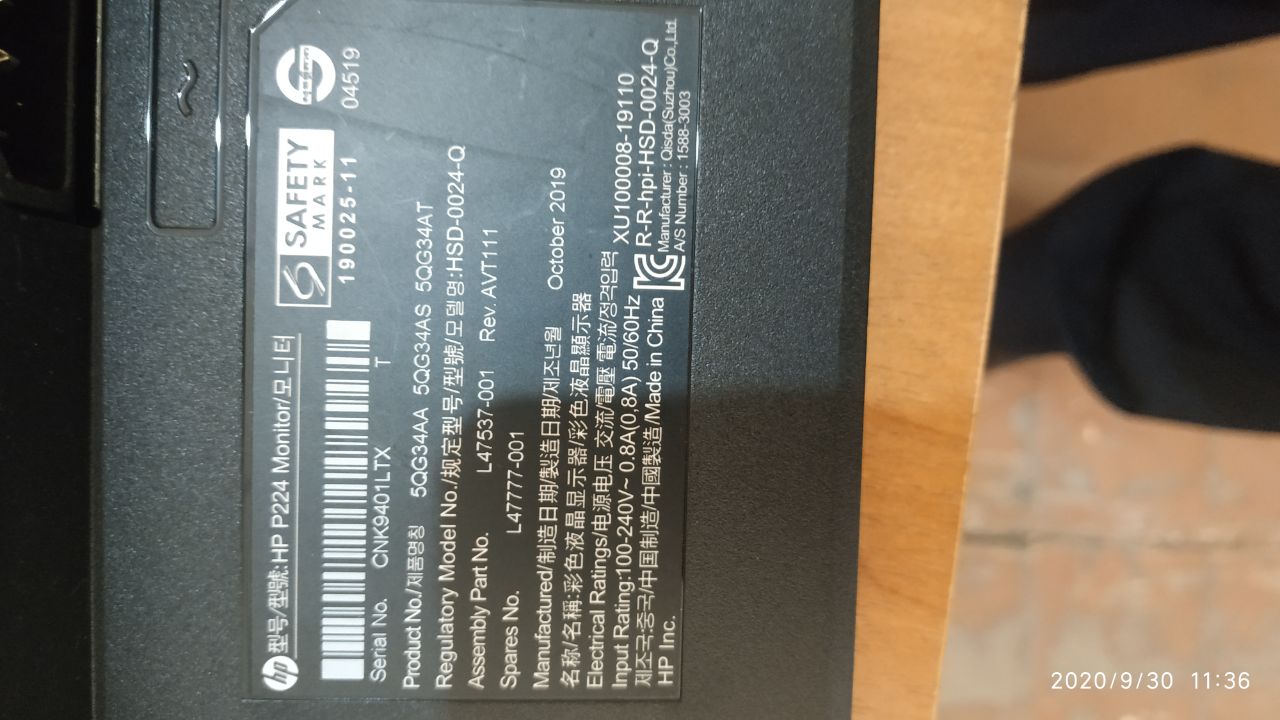 hp 型号/型號:HP P224 Monitor/모니터
Serial No. CNK9401LTX T
SAFETY
MARK
190025-11
04519
Product No./제품명칭 5QG34AA 5QG34AS 5QG34AT
Regulatory Model No./规定型号/型號/모델명:HSD-0024-Q
Assembly Part No. L47537-001 Rev. AVT111
Spares No. L47777-001
Manufactured/制造日期/製造日期/제조년월 October 2019
名称/名稱:彩色液晶显示器/彩色液晶顯示器
Electrical Ratings/电源电压 交流/電壓 電流/정격입력
Input Rating:100-240V~ 0.8A(0,8A) 50/60Hz
제조국:중국/中国制造/中國製造/Made in China
HP Inc.
XU100008-19110
R-R-hpi-HSD-0024-Q
Manufacturer : Qisda(Suzhou)Co.,Ltd.
A/S Number : 1588-3003
2020/9/30 11:36